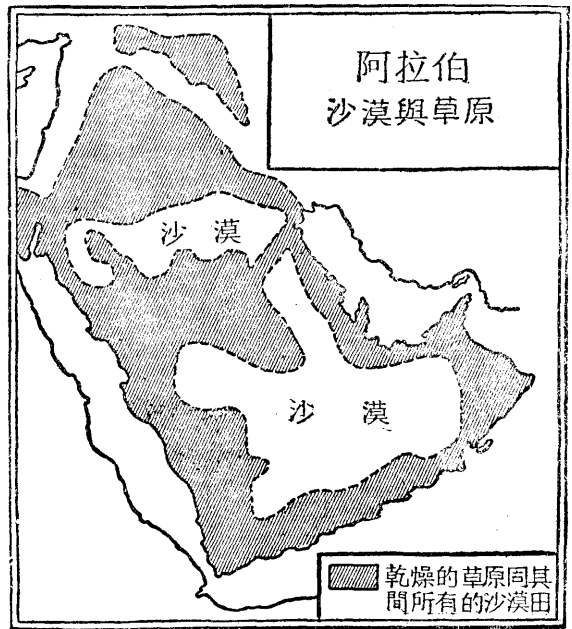 阿拉伯
沙漠與草原
沙漠
沙漠
乾燥的草原同其
間所有的沙漠田